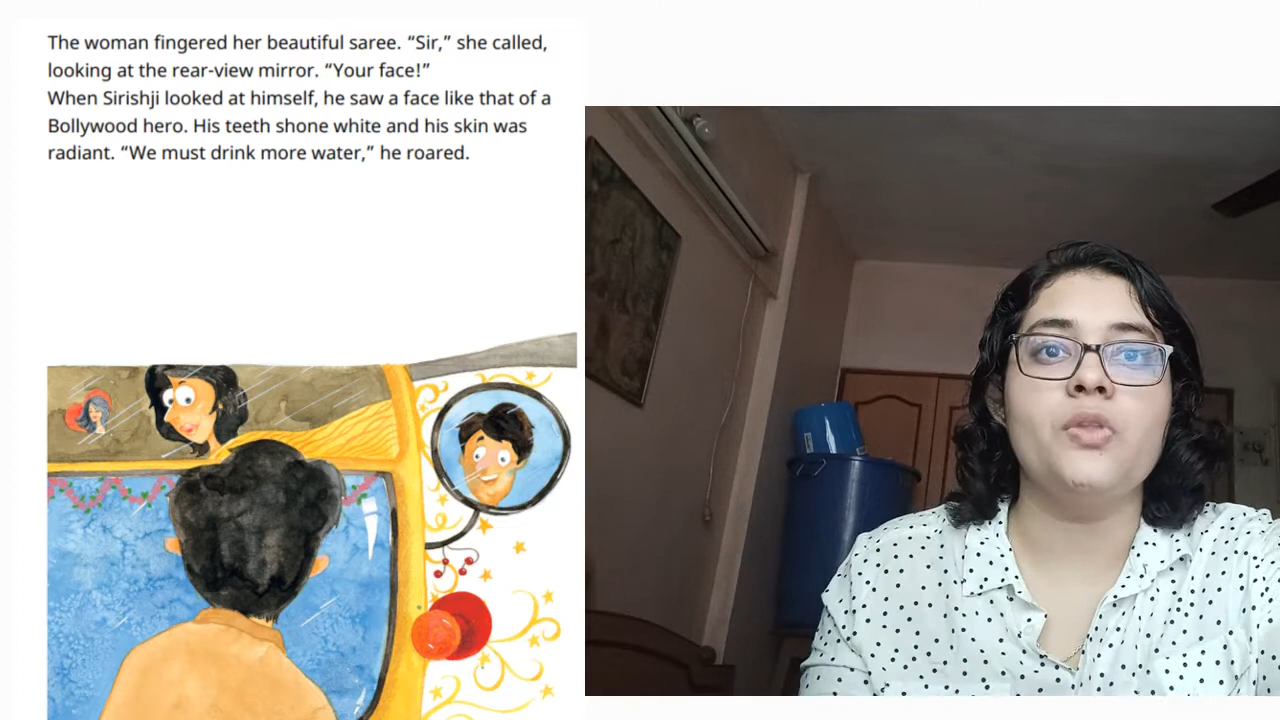 The woman fingered her beautiful saree. “Sir,” she called,
looking at the rear-view mirror. “Your face!”
When Sirishji looked at himself, he saw a face like that of a
Bollywood hero. His teeth shone white and his skin was
radiant. “We must drink more water,” he roared.